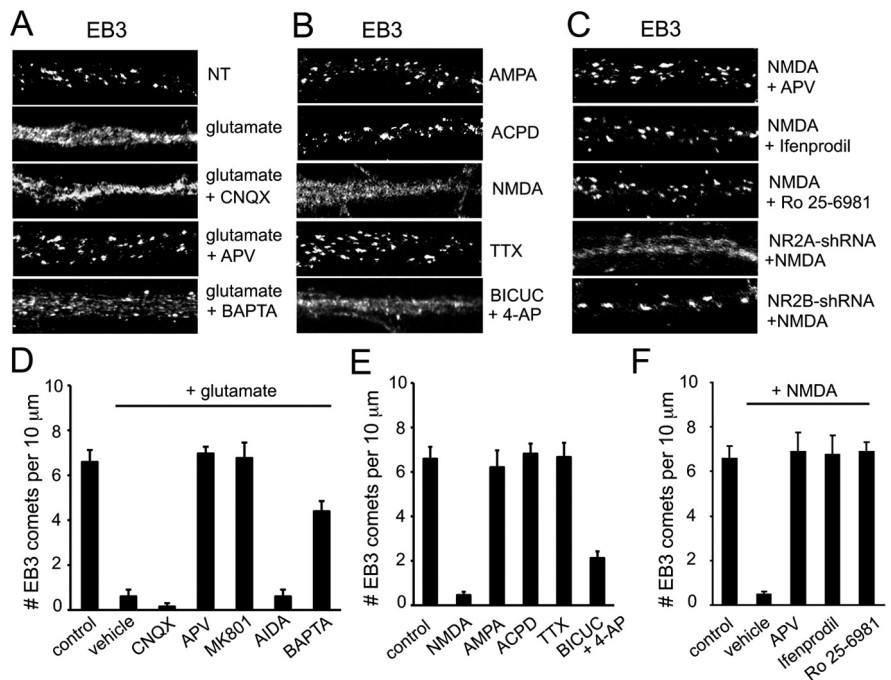 A
EB3
NT
glutamate
glutamate
+ CNQX
glutamate
+ APV
glutamate
+ BAPTA
B
EB3
AMPA
ACPD
NMDA
TTX
BICUC
+ 4-AP
C
EB3
NMDA
+ APV
NMDA
+ Ifenprodil
NMDA
+ Ro 25-6981
NR2A-shRNA
+NMDA
NR2B-shRNA
+NMDA
D
+ glutamate
# EB3 comets per 10 μm
10
8
6
4
2
0
control
vehicle
CNQX
APV
MK801
AIDA
BAPTA
E
# EB3 comets per 10 μm
10
8
6
4
2
0
control
NMDA
AMPA
ACPD
TTX
BICUC
+ 4-AP
F
+ NMDA
# EB3 comets per 10 μm
10
8
6
4
2
0
control
vehicle
APV
Ifenprodil
Ro 25-6981